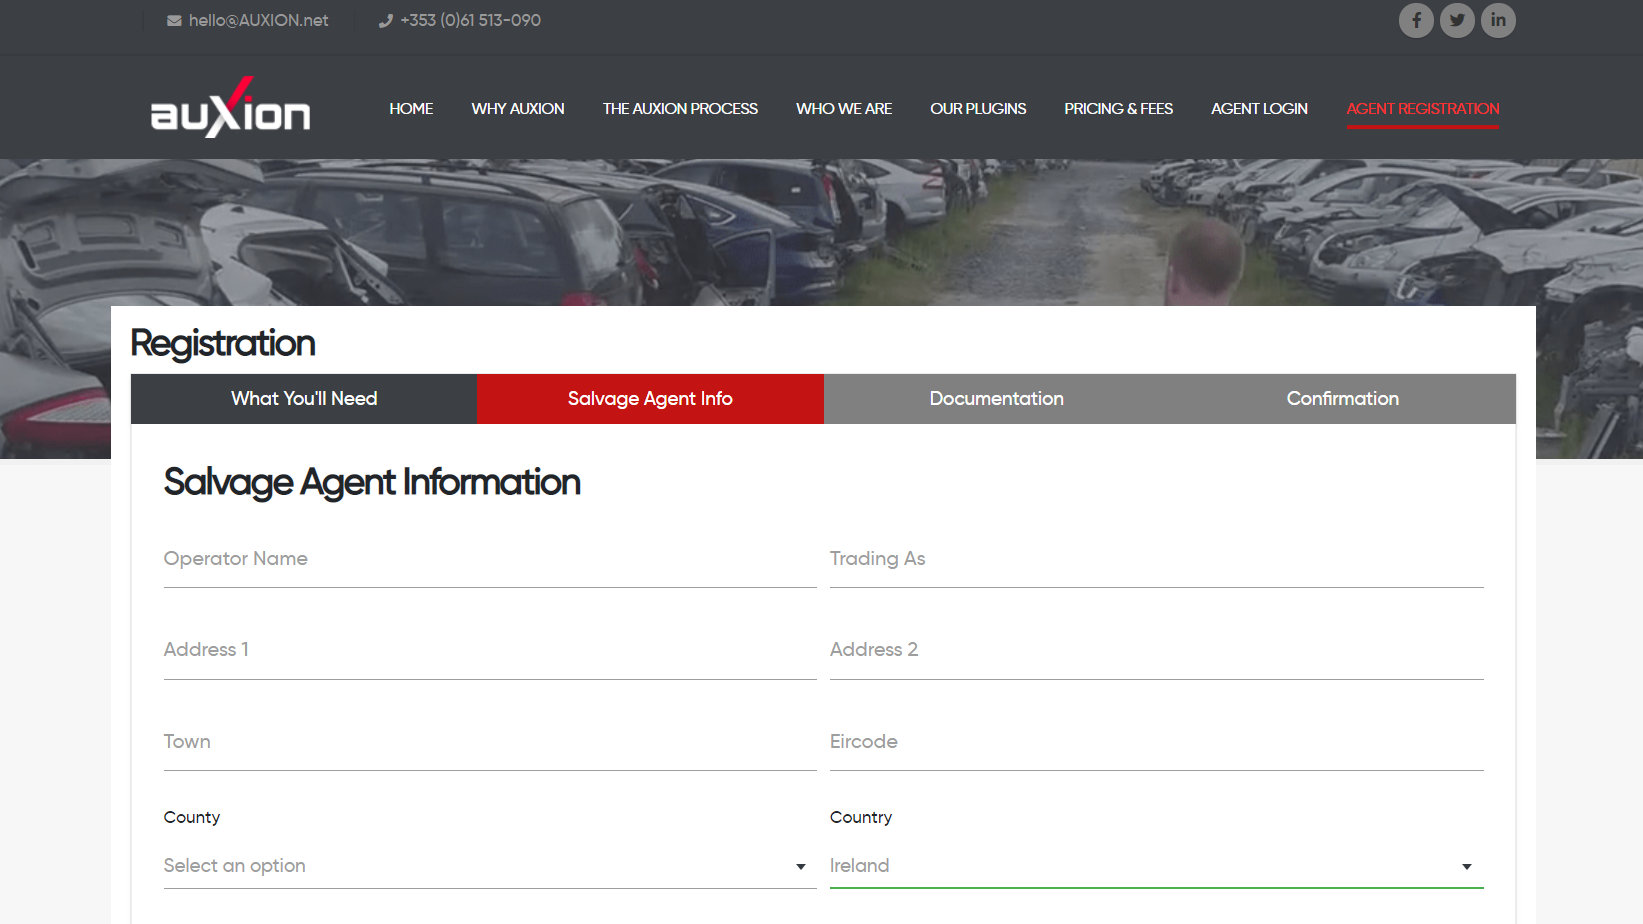 hello@AUXION.net +353 (0)61 513-090
auXion
HOME WHY AUXION THE AUXION PROCESS WHO WE ARE OUR PLUGINS PRICING & FEES AGENT LOGIN AGENT REGISTRATION
Registration
What You'll Need Salvage Agent Info Documentation Confirmation
Salvage Agent Information
Operator Name Trading As
Address 1 Address 2
Town Eircode
County Country
Select an option Ireland